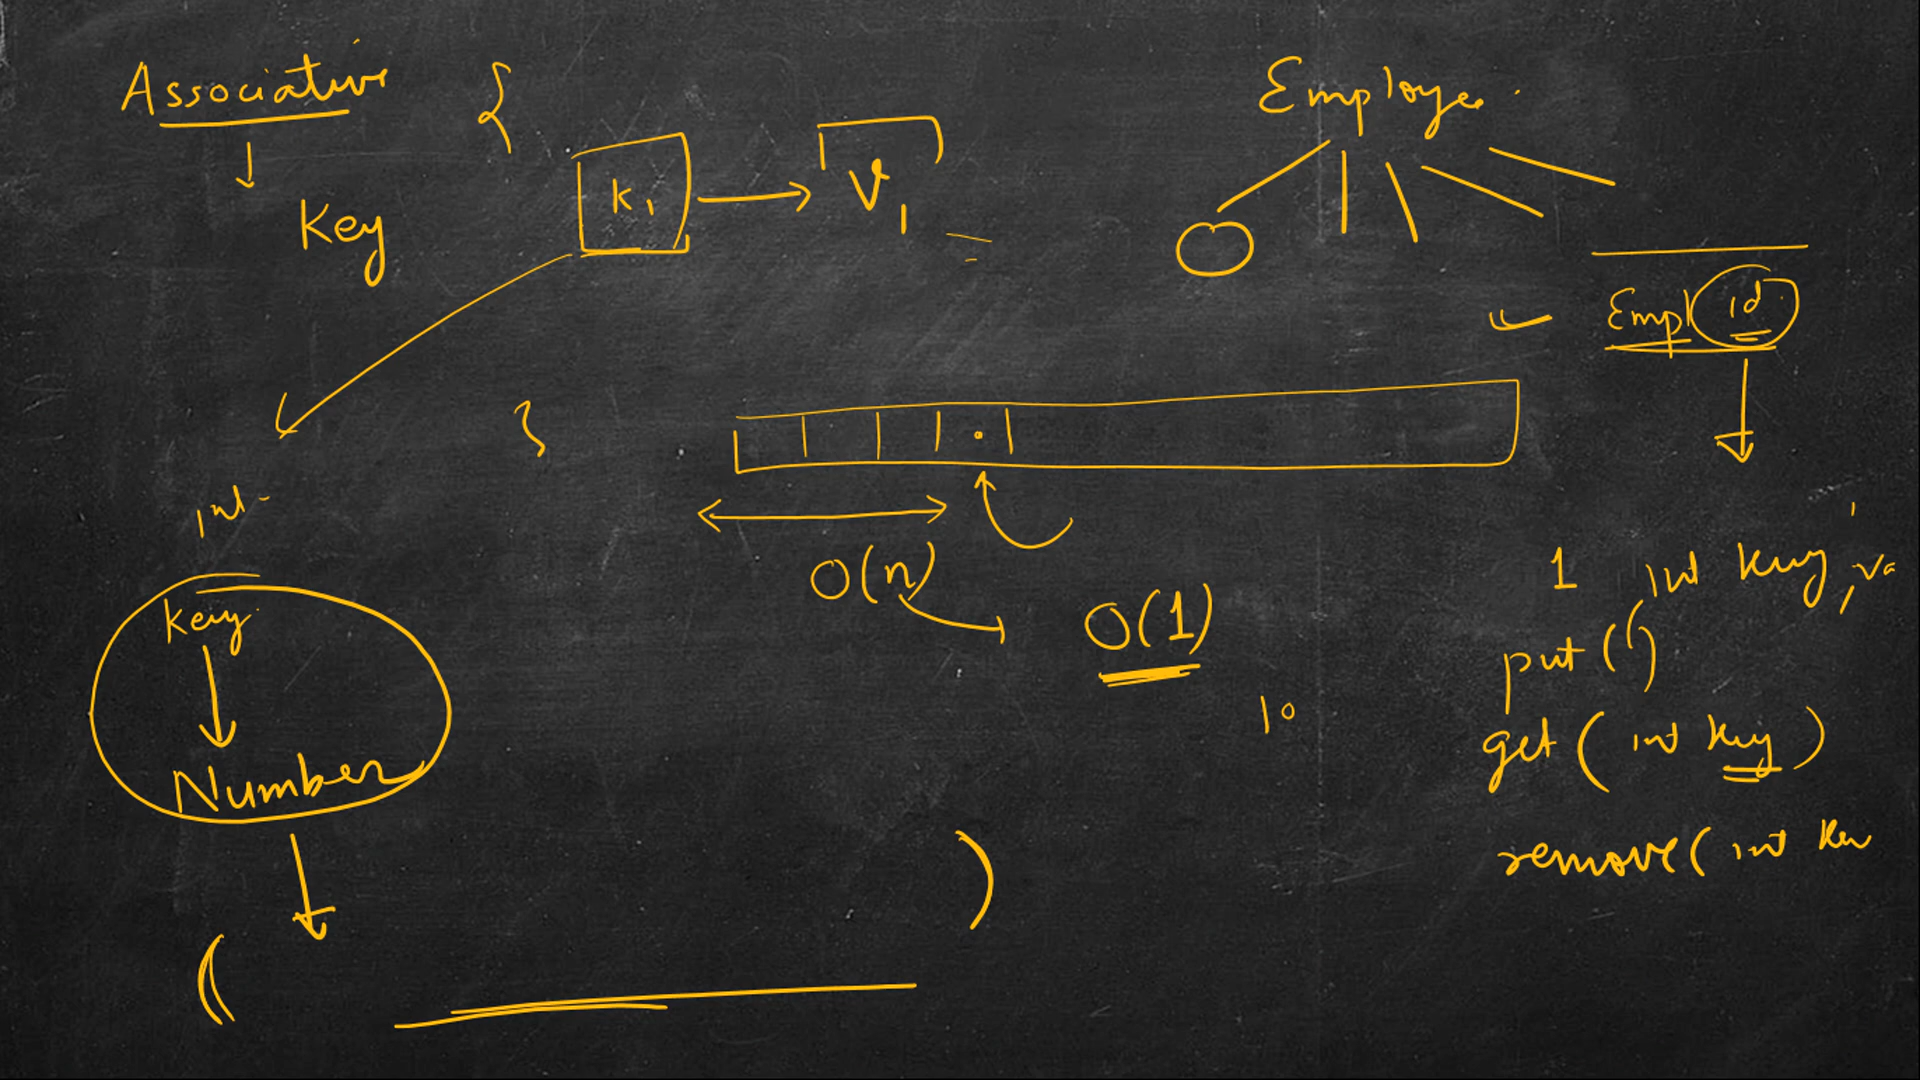 Associative
{
Key
K1
V1
Employee
Empl id
}
int
Key
Number
O(n)
O(1)
10
1 int key,
put ( )
get ( int key )
remove( int
(
)